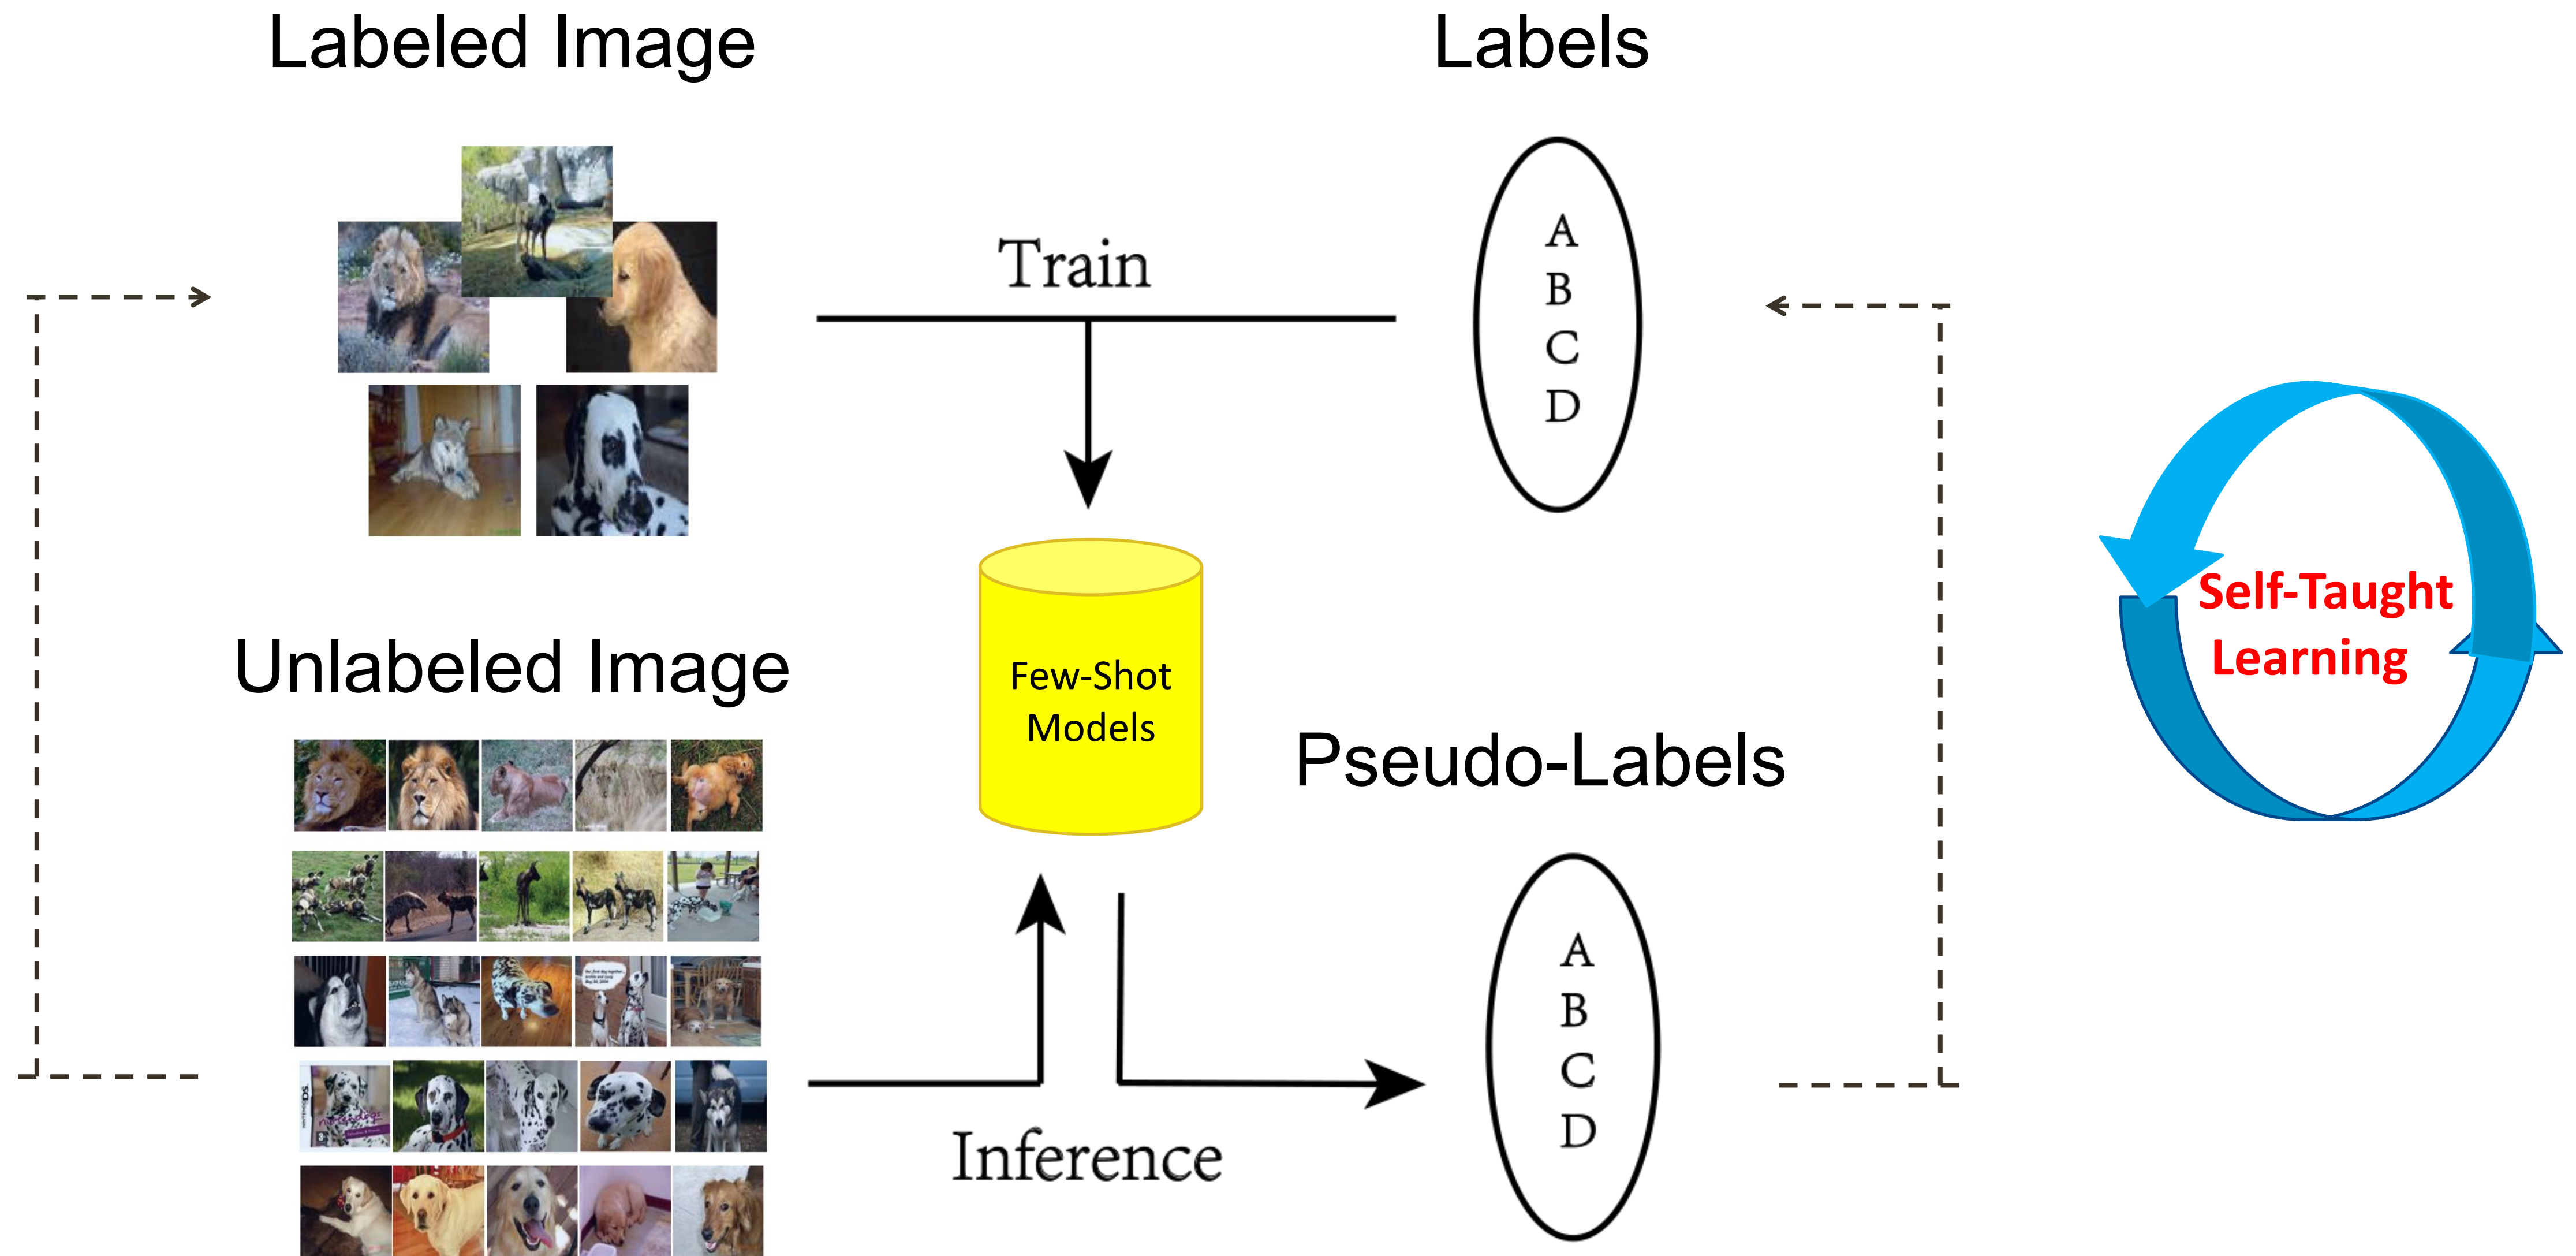 Labeled Image
Labels
Train
A
B
C
D
Few-Shot
Models
Self-Taught
Learning
Unlabeled Image
Pseudo-Labels
Inference
A
B
C
D